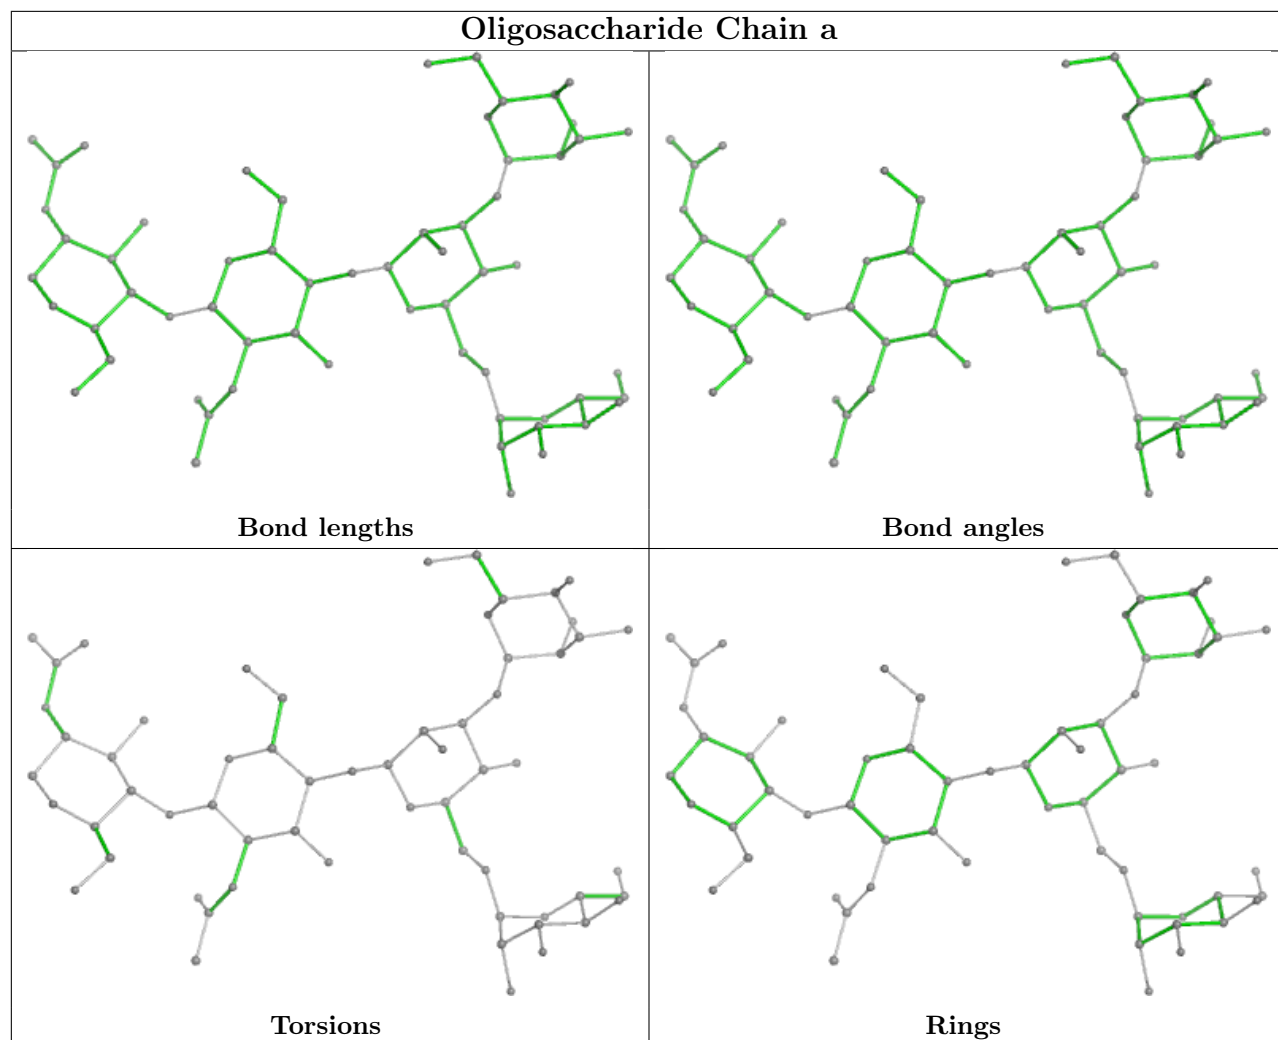 Oligosaccharide Chain a
Bond lengths
Bond angles
Torsions
Rings